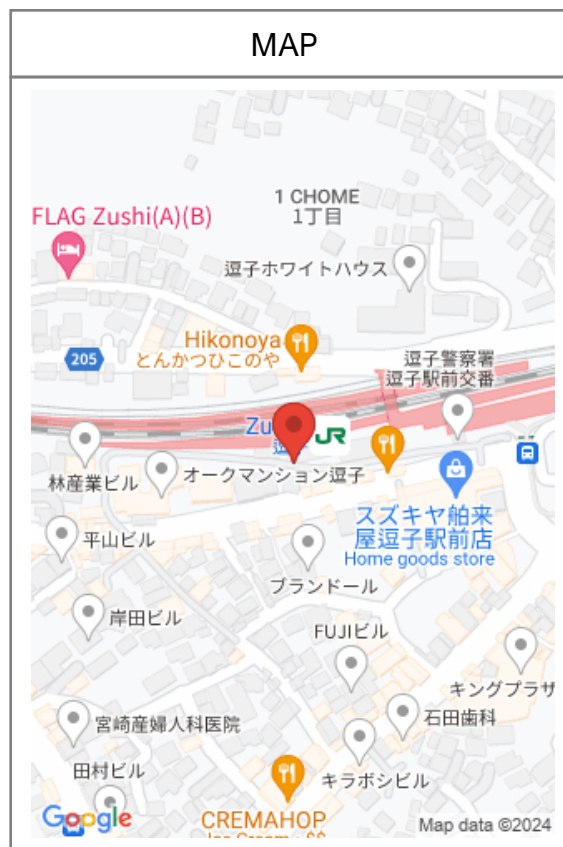 MAP
1 CHOME
1丁目
FLAG Zushi(A)(B)
逗子ホワイトハウス
Hikonoya
とんかつひこのや
205
逗子警察署
逗子駅前交番
Zu
JR
林産業ビル
オークマンション逗子
スズキヤ舶来
屋逗子駅前店
Home goods store
平山ビル
ブランドール
岸田ビル
FUJIビル
キングプラザ
宮崎産婦人科医院
石田歯科
田村ビル
キラボシビル
CREMAHOP
Ice Cream · $$
Google
Map data ©2024